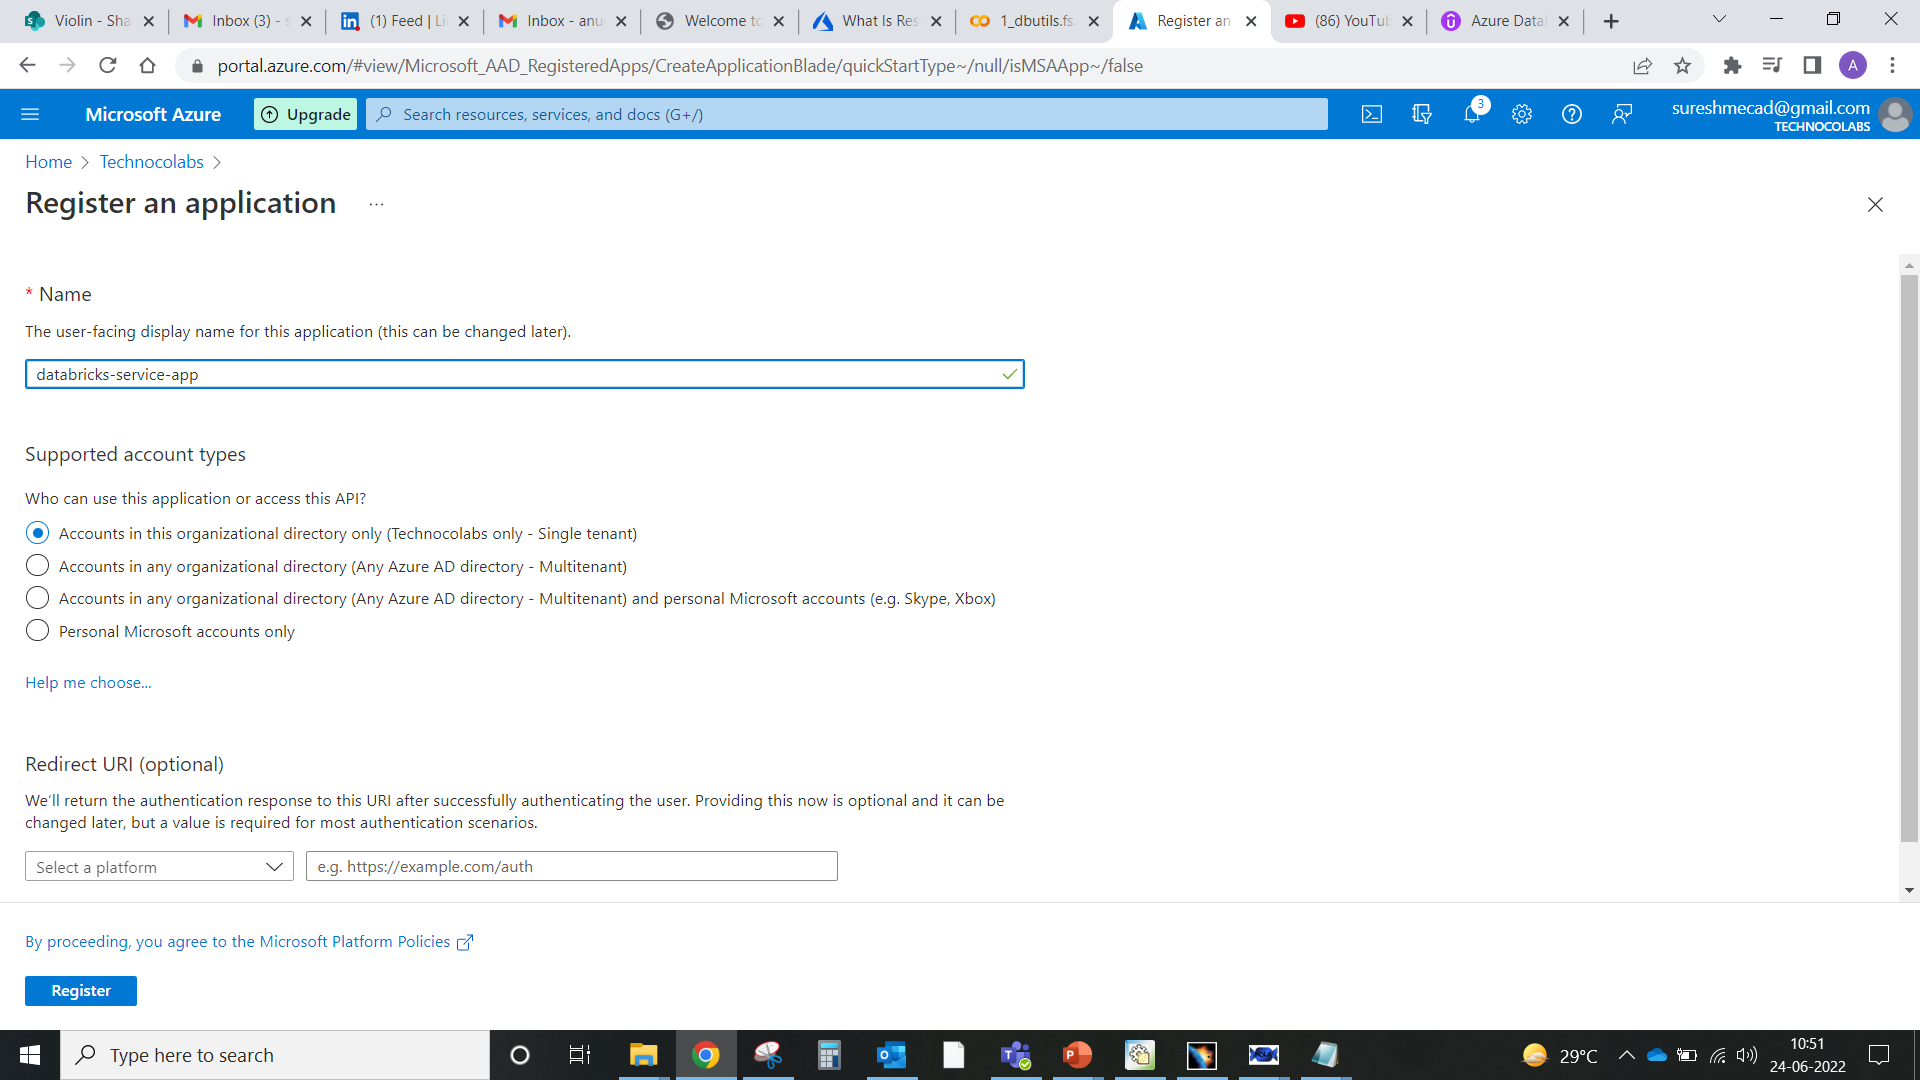 Violin - Sha
Inbox (3) - s
(1) Feed | Li
Inbox - anu
Welcome to
What Is Res
1_dbutils.fs.
Register an
(86) YouTub
Azure Datal
portal.azure.com/#view/Microsoft_AAD_RegisteredApps/CreateApplicationBlade/quickStartType~/null/isMSAApp~/false
A
Microsoft Azure
Upgrade
Search resources, services, and docs (G+/)
3
sureshmecad@gmail.com
TECHNOCOLABS
Home > Technocolabs >
Register an application ...
* Name
The user-facing display name for this application (this can be changed later).
databricks-service-app
Supported account types
Who can use this application or access this API?
Accounts in this organizational directory only (Technocolabs only - Single tenant)
Accounts in any organizational directory (Any Azure AD directory - Multitenant)
Accounts in any organizational directory (Any Azure AD directory - Multitenant) and personal Microsoft accounts (e.g. Skype, Xbox)
Personal Microsoft accounts only
Help me choose...
Redirect URI (optional)
We'll return the authentication response to this URI after successfully authenticating the user. Providing this now is optional and it can be
changed later, but a value is required for most authentication scenarios.
Select a platform
e.g. https://example.com/auth
By proceeding, you agree to the Microsoft Platform Policies
Register
Type here to search
29°C
10:51
24-06-2022